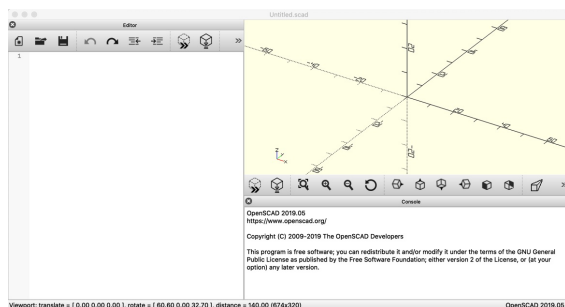 Untitled.scad
Editor
1
Console
OpenSCAD 2019.05
https://www.openscad.org/
Copyright (C) 2009-2019 The OpenSCAD Developers
This program is free software; you can redistribute it and/or modify it under the terms of the GNU General
Public License as published by the Free Software Foundation; either version 2 of the License, or (at your
option) any later version.
Viewport: translate = [ 0.00 0.00 0.00 ], rotate = [ 60.60 0.00 32.70 ], distance = 140.00 (674x320)
OpenSCAD 2019.05